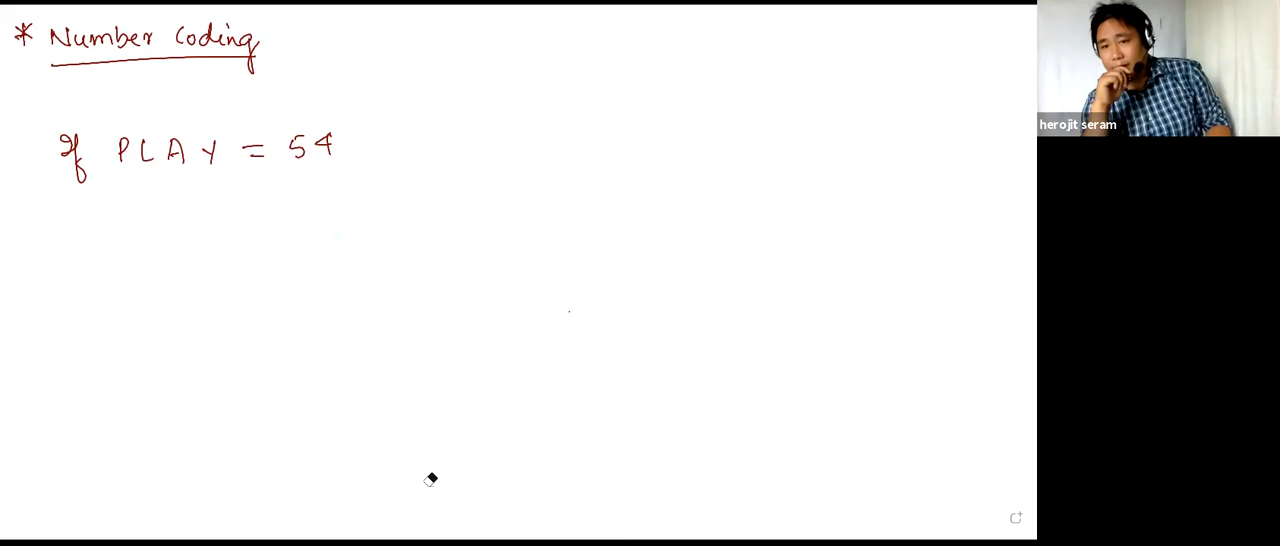 * Number Coding
If PLAY = 54
herojit seram